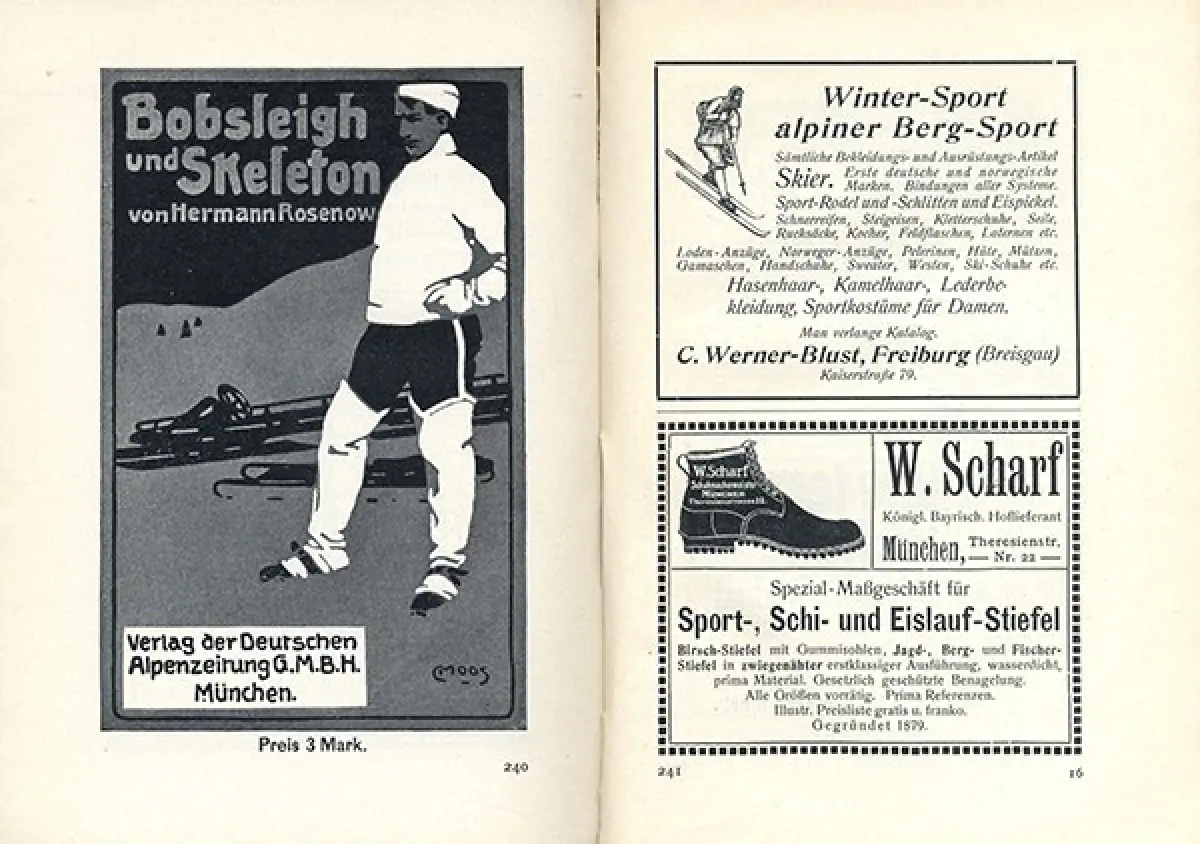 Bobsleigh
und Skeleton
von Hermann Rosenow
Verlag der Deutschen
Alpenzeitung G.M.B.H.
München.
CMOOS
Preis 3 Mark.
240
Winter-Sport
alpiner Berg-Sport
Sämtliche Bekleidungs- und Ausrüstungs-Artikel
Skier. Erste deutsche und norwegische
Marken. Bindungen aller Systeme.
Sport-Rodel und -Schlitten und Eispickel.
Schneereifen, Steigeisen, Kletterschuhe, Seile,
Rucksäcke, Kocher, Feldflaschen, Laternen etc.
Loden-Anzüge, Norweger-Anzüge, Pelerinen, Hüte, Mützen,
Gamaschen, Handschuhe, Sweater, Westen, Ski-Schuhe etc.
Hasenhaar-, Kamelhaar-, Lederbe-
kleidung, Sportkostüme für Damen.
Man verlange Katalog.
C. Werner-Blust, Freiburg (Breisgau)
Kaiserstraße 79.
W. Scharf
München
W. Scharf
Königl. Bayrisch. Hoflieferant
München, Theresienstr.
— Nr. 22 —
Spezial-Maßgeschäft für
Sport-, Schi- und Eislauf-Stiefel
Birsch-Stiefel mit Gummisohlen, Jagd-, Berg- und Fischer-
Stiefel in zwiegenähter erstklassiger Ausführung, wasserdicht,
prima Material. Gesetzlich geschützte Benagelung.
Alle Größen vorrätig. Prima Referenzen.
Illustr. Preisliste gratis u. franko.
Gegründet 1879.
241
16